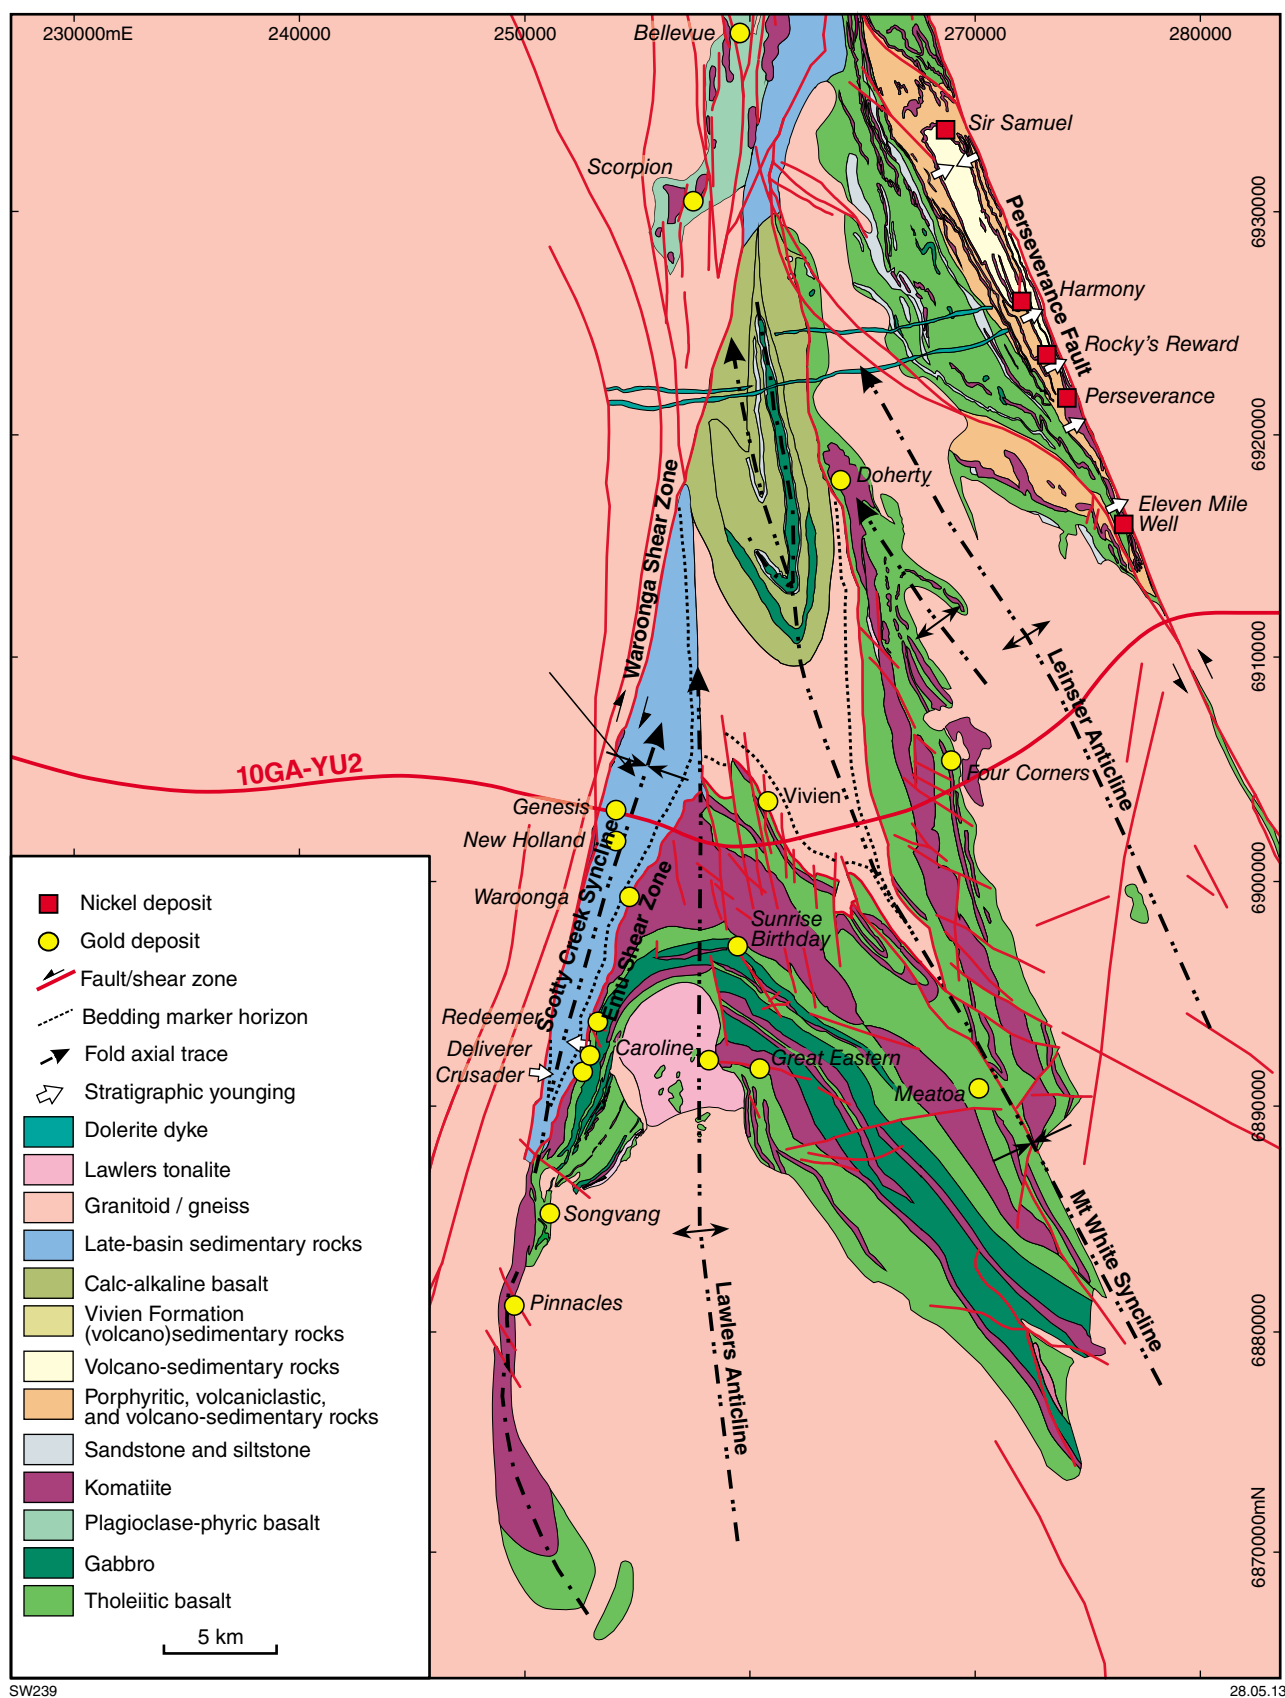 230000mE
240000
250000
270000
280000
Bellevue
Sir Samuel
Scorpion
6930000
Perseverance Fault
Harmony
Rocky's Reward
Perseverance
6920000
Doherty
Eleven Mile
Well
Waroonga Shear Zone
6910000
Leinster Anticline
10GA-YU2
Four Corners
Vivien
Genesis
New Holland
Scotty Creek Syncline
Waroonga
Emu Shear Zone
6900000
Sunrise
Birthday
Redeemer
Deliverer
Crusader
Caroline
Great Eastern
Meatoa
6890000
Mt White Syncline
Songvang
Lawlers Anticline
Pinnacles
6880000
6870000mN
Nickel deposit
Gold deposit
Fault/shear zone
Bedding marker horizon
Fold axial trace
Stratigraphic younging
Dolerite dyke
Lawlers tonalite
Granitoid / gneiss
Late-basin sedimentary rocks
Calc-alkaline basalt
Vivien Formation
(volcano)sedimentary rocks
Volcano-sedimentary rocks
Porphyritic, volcaniclastic,
and volcano-sedimentary rocks
Sandstone and siltstone
Komatiite
Plagioclase-phyric basalt
Gabbro
Tholeiitic basalt
5 km
SW239
28.05.13